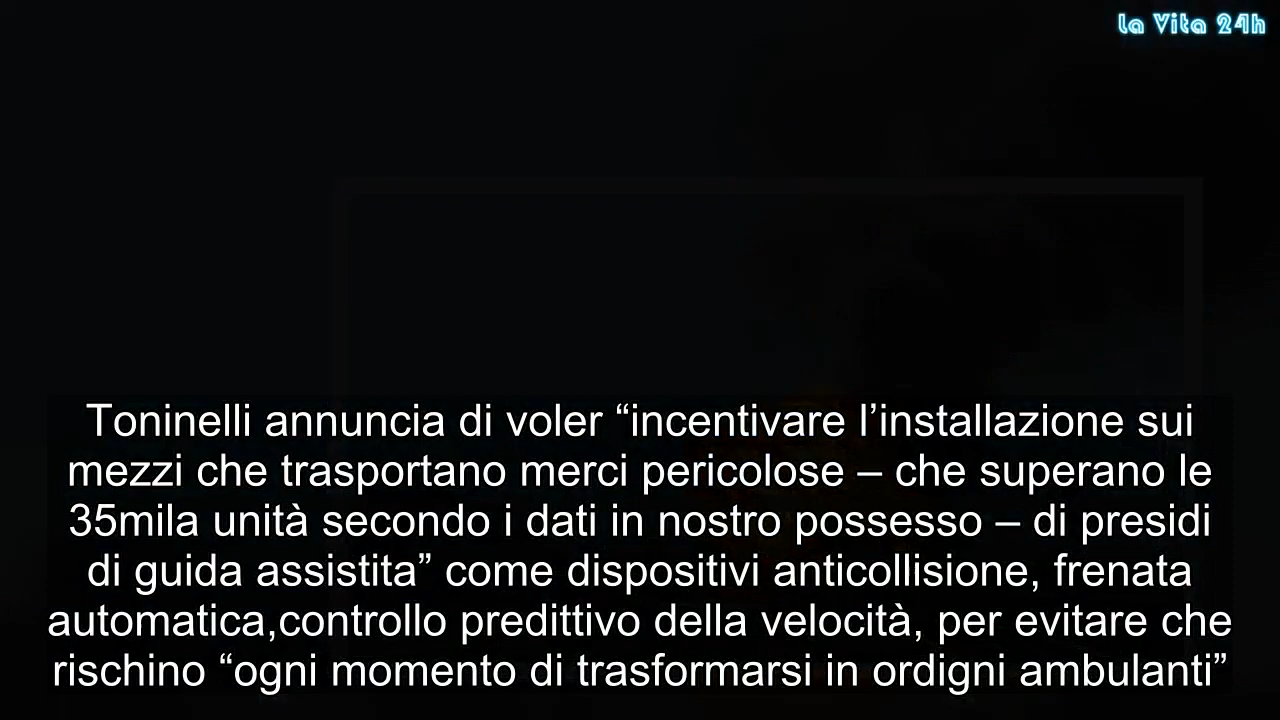 la Vita 24h
Toninelli annuncia di voler “incentivare l’installazione sui
mezzi che trasportano merci pericolose – che superano le
35mila unità secondo i dati in nostro possesso – di presidi
di guida assistita” come dispositivi anticollisione, frenata
automatica,controllo predittivo della velocità, per evitare che
rischino “ogni momento di trasformarsi in ordigni ambulanti”